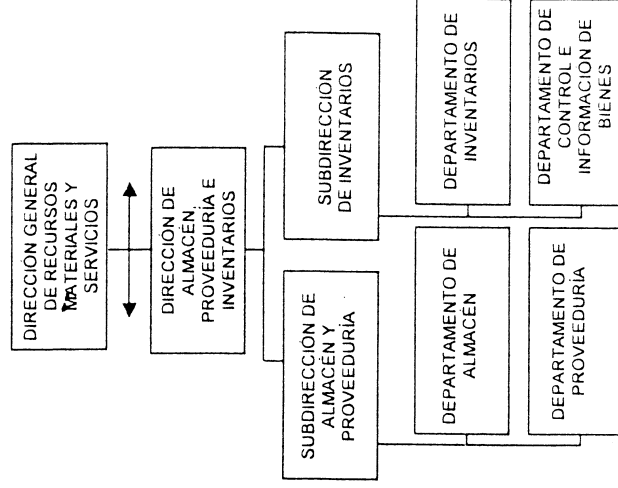 DIRECCIÓN GENERAL
DE RECURSOS
MATERIALES Y
SERVICIOS
DIRECCIÓN DE
ALMACÉN,
PROVEEDURÍA E
INVENTARIOS
SUBDIRECCIÓN DE
ALMACÉN Y
PROVEEDURÍA
SUBDIRECCIÓN
DE INVENTARIOS
DEPARTAMENTO DE
ALMACÉN
DEPARTAMENTO DE
INVENTARIOS
DEPARTAMENTO DE
PROVEEDURÍA
DEPARTAMENTO DE
CONTROL E
INFORMACIÓN DE
BIENES